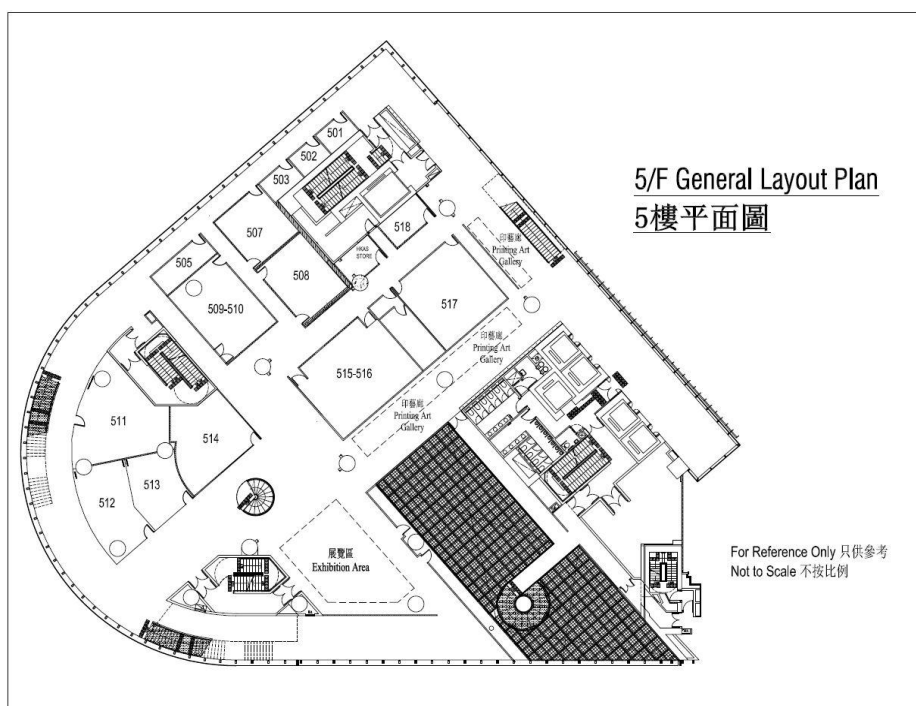 5/F General Layout Plan
5樓平面圖
501
502
503
518
印藝廊
Printing Art
Gallery
507
HKAS
STORE
505
508
517
509-510
印藝廊
Printing Art
Gallery
515-516
印藝廊
Printing Art
Gallery
511
514
513
512
展覽區
Exhibition Area
For Reference Only 只供參考
Not to Scale 不按比例